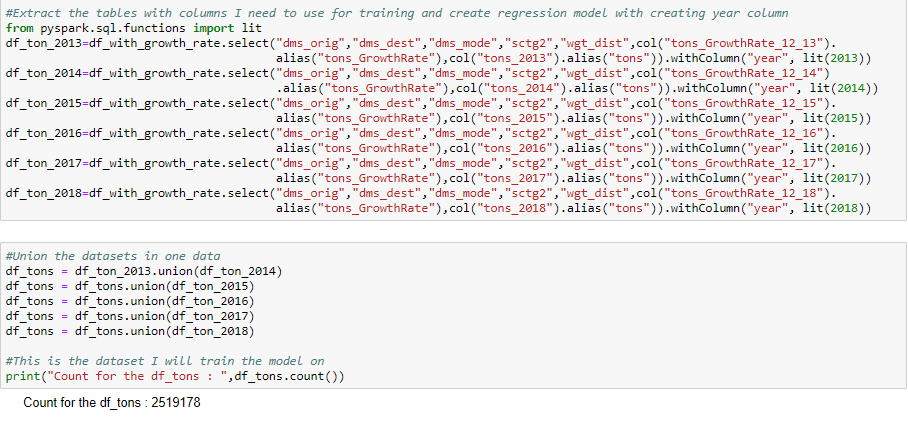 #Extract the tables with columns I need to use for training and create regression model with creating year column
from pyspark.sql.functions import lit
df_ton_2013=df_with_growth_rate.select("dms_orig","dms_dest","dms_mode","sctg2","wgt_dist",col("tons_GrowthRate_12_13").
alias("tons_GrowthRate"),col("tons_2013").alias("tons")).withColumn("year", lit(2013))
df_ton_2014=df_with_growth_rate.select("dms_orig","dms_dest","dms_mode","sctg2","wgt_dist",col("tons_GrowthRate_12_14")
.alias("tons_GrowthRate"),col("tons_2014").alias("tons")).withColumn("year", lit(2014))
df_ton_2015=df_with_growth_rate.select("dms_orig","dms_dest","dms_mode","sctg2","wgt_dist",col("tons_GrowthRate_12_15").
alias("tons_GrowthRate"),col("tons_2015").alias("tons")).withColumn("year", lit(2015))
df_ton_2016=df_with_growth_rate.select("dms_orig","dms_dest","dms_mode","sctg2","wgt_dist",col("tons_GrowthRate_12_16").
alias("tons_GrowthRate"),col("tons_2016").alias("tons")).withColumn("year", lit(2016))
df_ton_2017=df_with_growth_rate.select("dms_orig","dms_dest","dms_mode","sctg2","wgt_dist",col("tons_GrowthRate_12_17").
alias("tons_GrowthRate"),col("tons_2017").alias("tons")).withColumn("year", lit(2017))
df_ton_2018=df_with_growth_rate.select("dms_orig","dms_dest","dms_mode","sctg2","wgt_dist",col("tons_GrowthRate_12_18").
alias("tons_GrowthRate"),col("tons_2018").alias("tons")).withColumn("year", lit(2018))
#Union the datasets in one data
df_tons = df_ton_2013.union(df_ton_2014)
df_tons = df_tons.union(df_ton_2015)
df_tons = df_tons.union(df_ton_2016)
df_tons = df_tons.union(df_ton_2017)
df_tons = df_tons.union(df_ton_2018)
#This is the dataset I will train the model on
print("Count for the df_tons : ",df_tons.count())
Count for the df_tons : 2519178